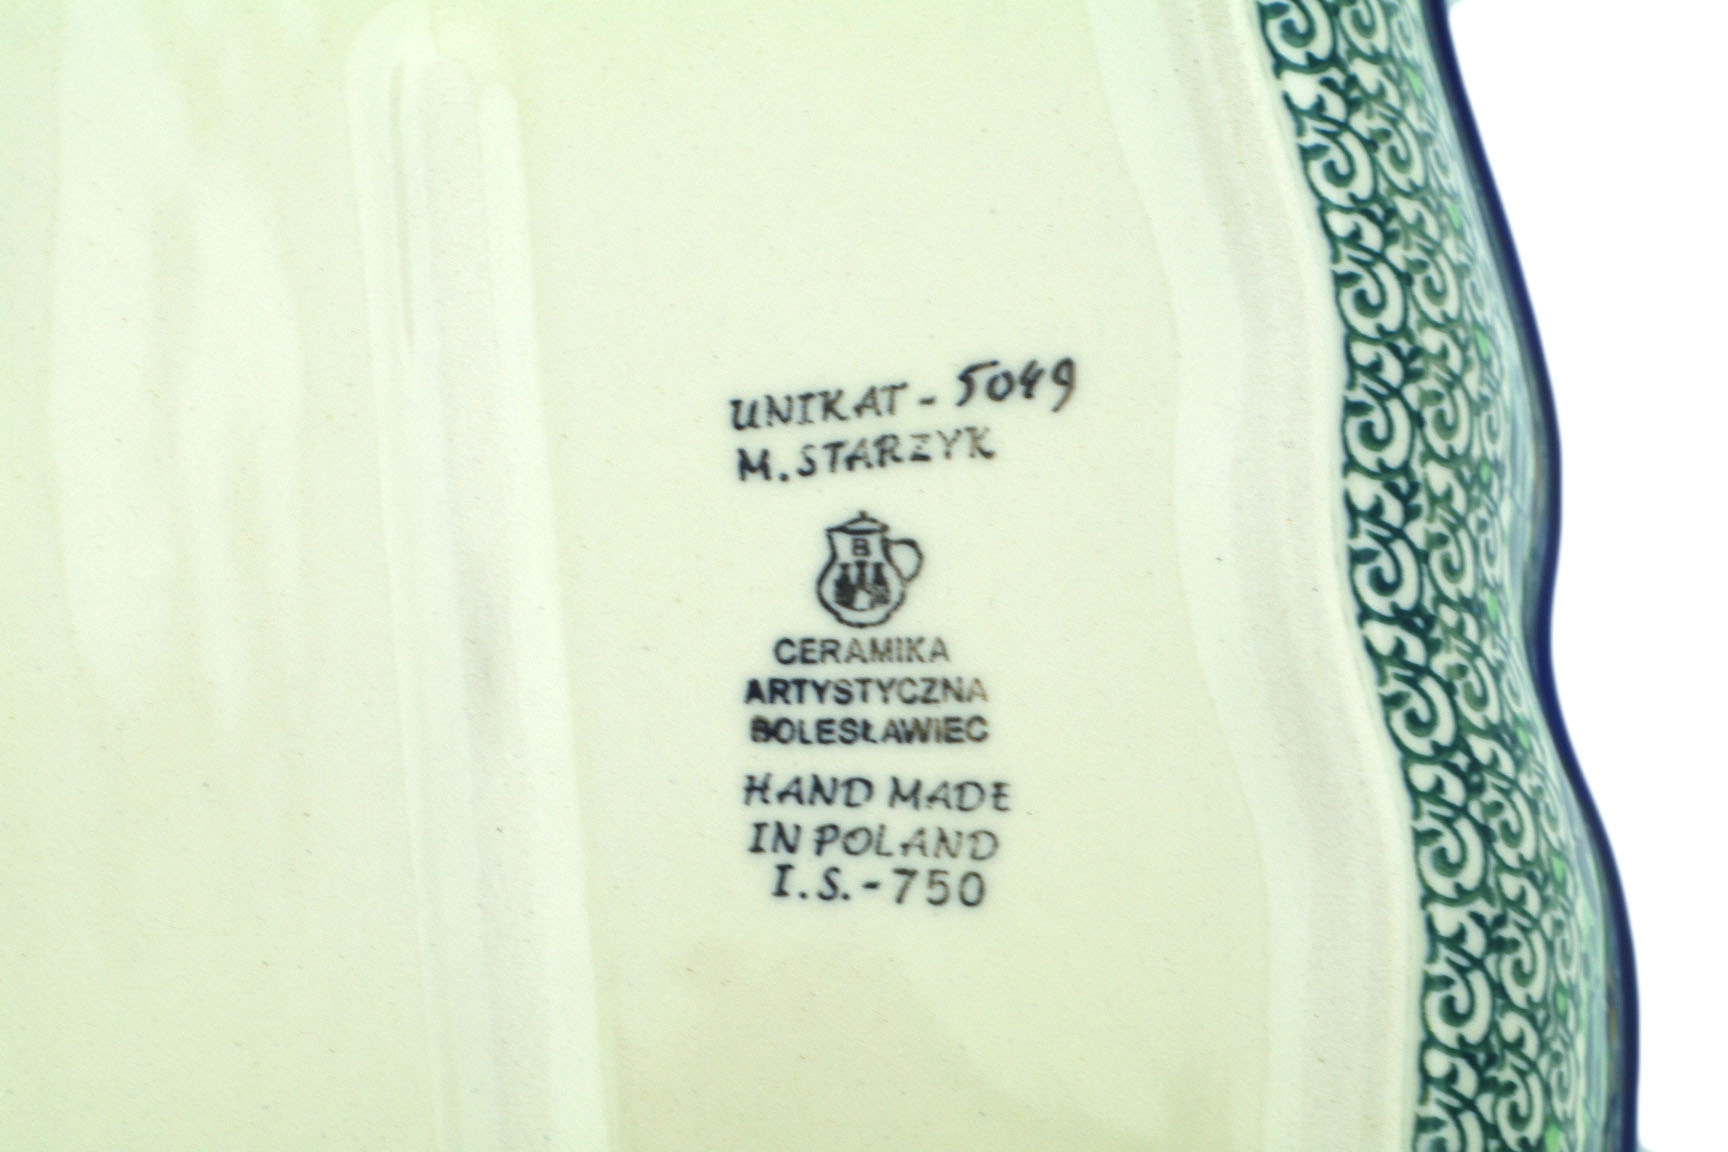 UNIKAT - 5049
M. STARZYK
B
CERAMIKA
ARTYSTYCZNA
BOLESŁAWIEC
HAND MADE
IN POLAND
I.S.-750